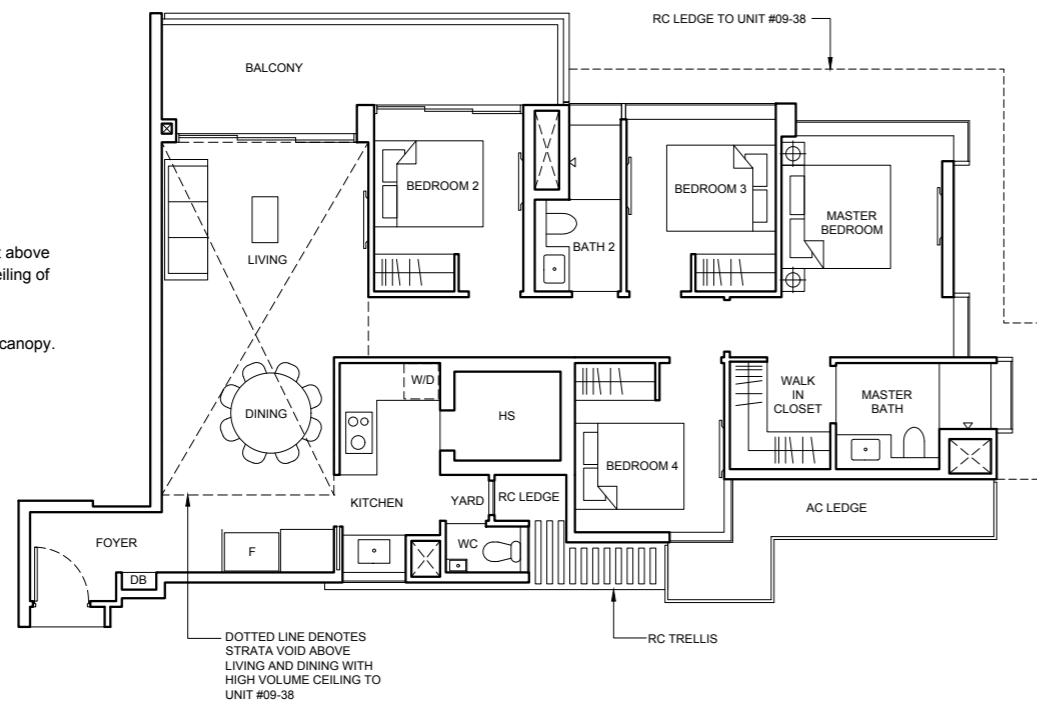 RC LEDGE TO UNIT #09-38
BALCONY
above
eiling of
canopy.
BEDROOM 2
BEDROOM 3
MASTER
BEDROOM
BATH 2
LIVING
W/D
HS
WALK
IN
CLOSET
MASTER
BATH
DINING
BEDROOM 4
KITCHEN
YARD
RC LEDGE
AC LEDGE
FOYER
F
WC
DB
DOTTED LINE DENOTES
STRATA VOID ABOVE
LIVING AND DINING WITH
HIGH VOLUME CEILING TO
UNIT #09-38
RC TRELLIS